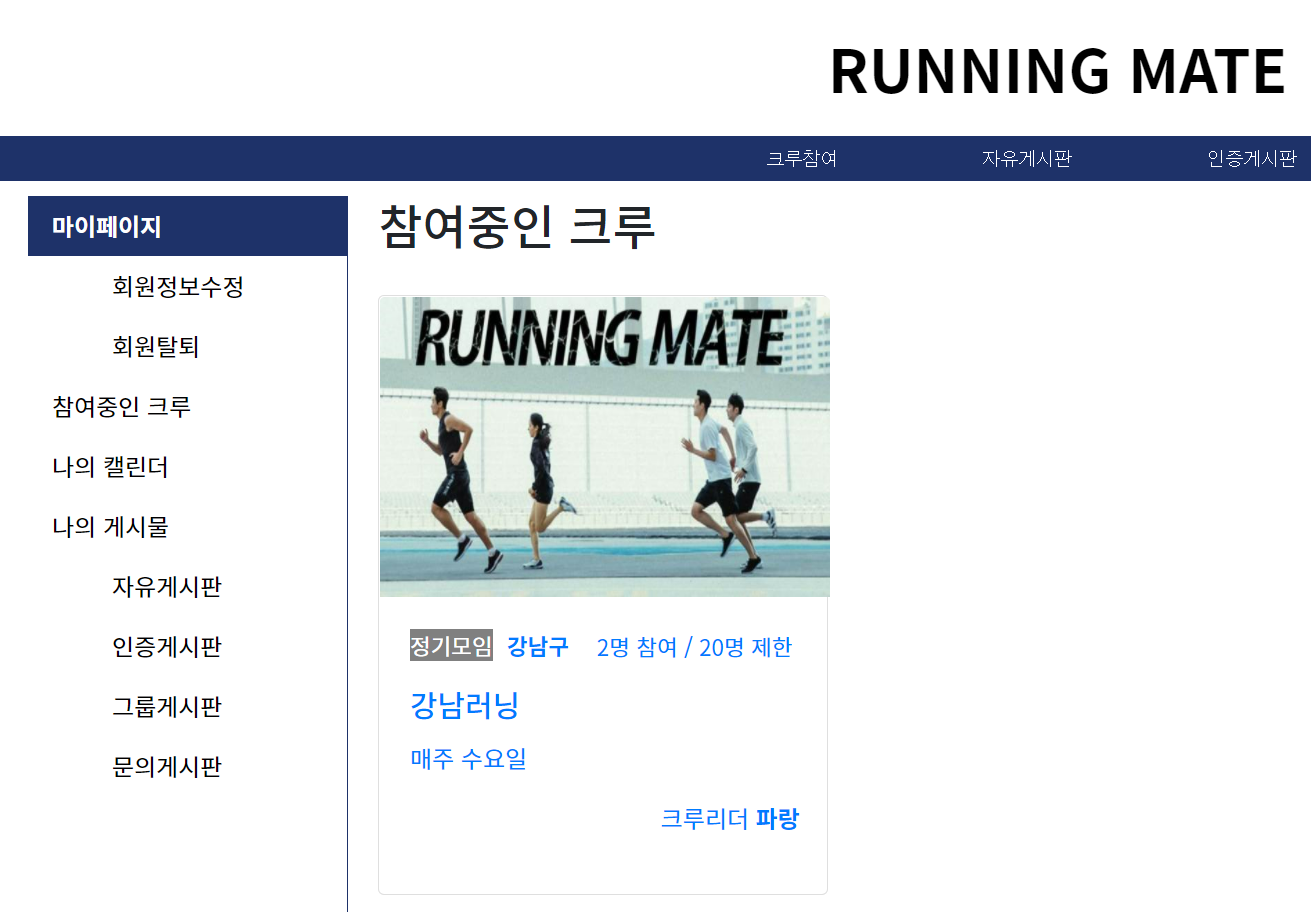 RUNNING MATE
크루참여 자유게시판 인증게시판
마이페이지
회원정보수정
회원탈퇴
참여중인 크루
나의 캘린더
나의 게시물
자유게시판
인증게시판
그룹게시판
문의게시판
참여중인 크루
RUNNING MATE
정기모임 강남구 2명 참여 / 20명 제한
강남러닝
매주 수요일
크루리더 파랑